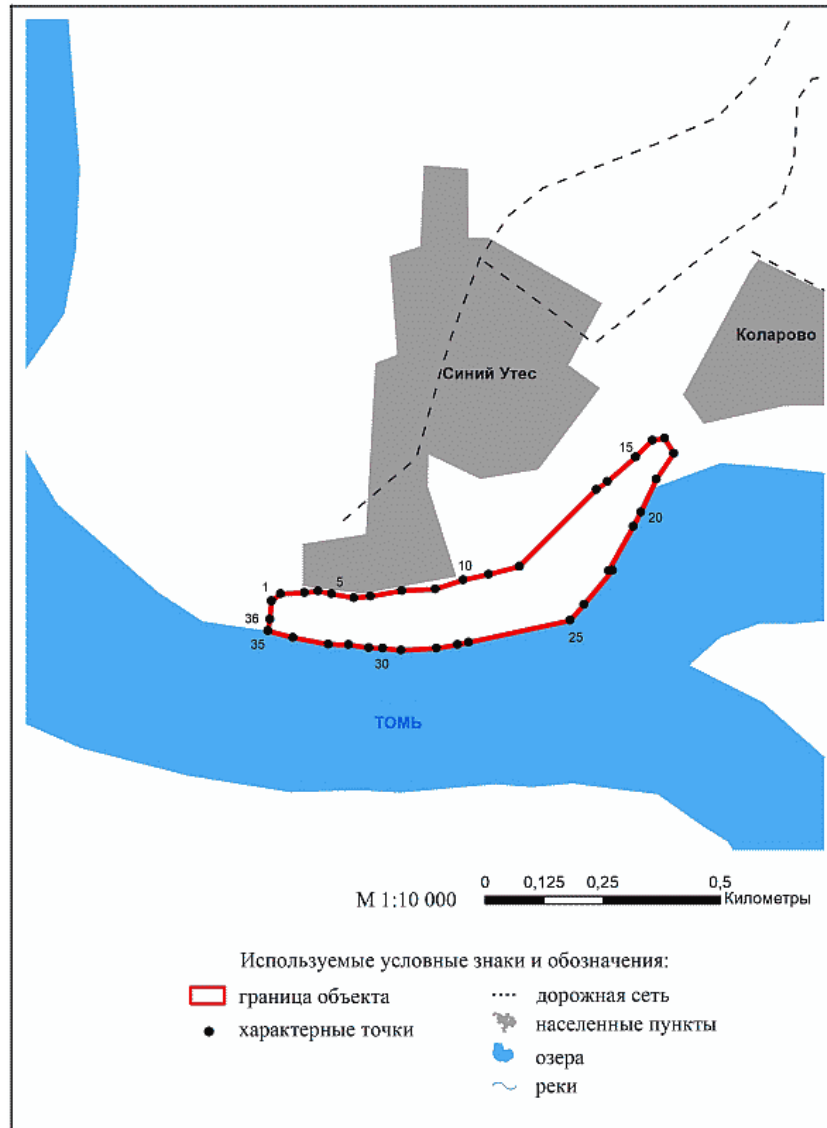 Коларово
Синий Утес
15
20
10
5
1
36
35
30
25
ТОМЬ
М 1:10 000
0 0,125 0,25 0,5
Километры
Используемые условные знаки и обозначения:
граница объекта
дорожная сеть
характерные точки
населенные пункты
озера
реки